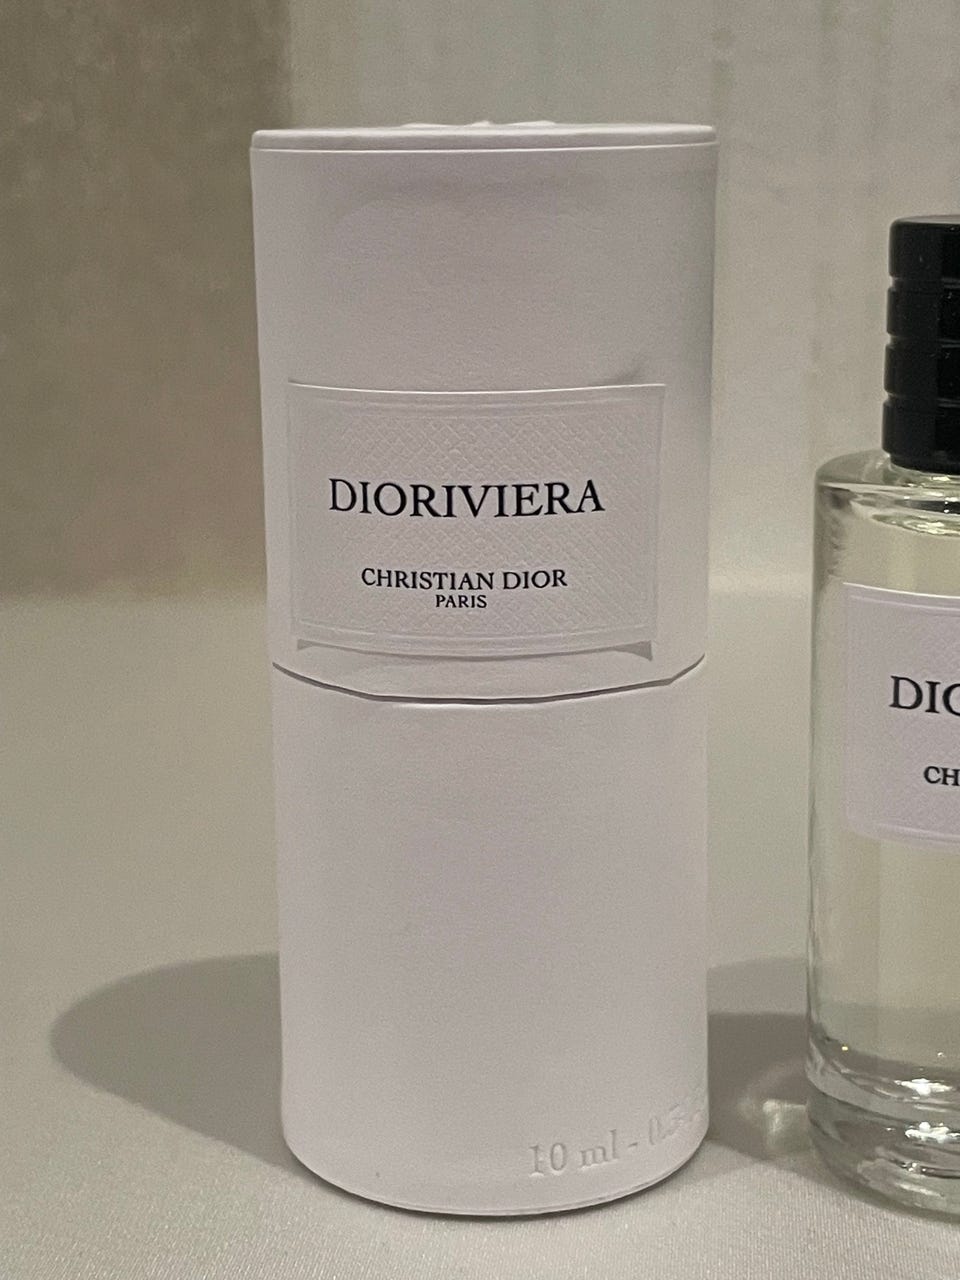 DIORIVIERA
CHRISTIAN DIOR
PARIS
10 ml -
DIO
CH